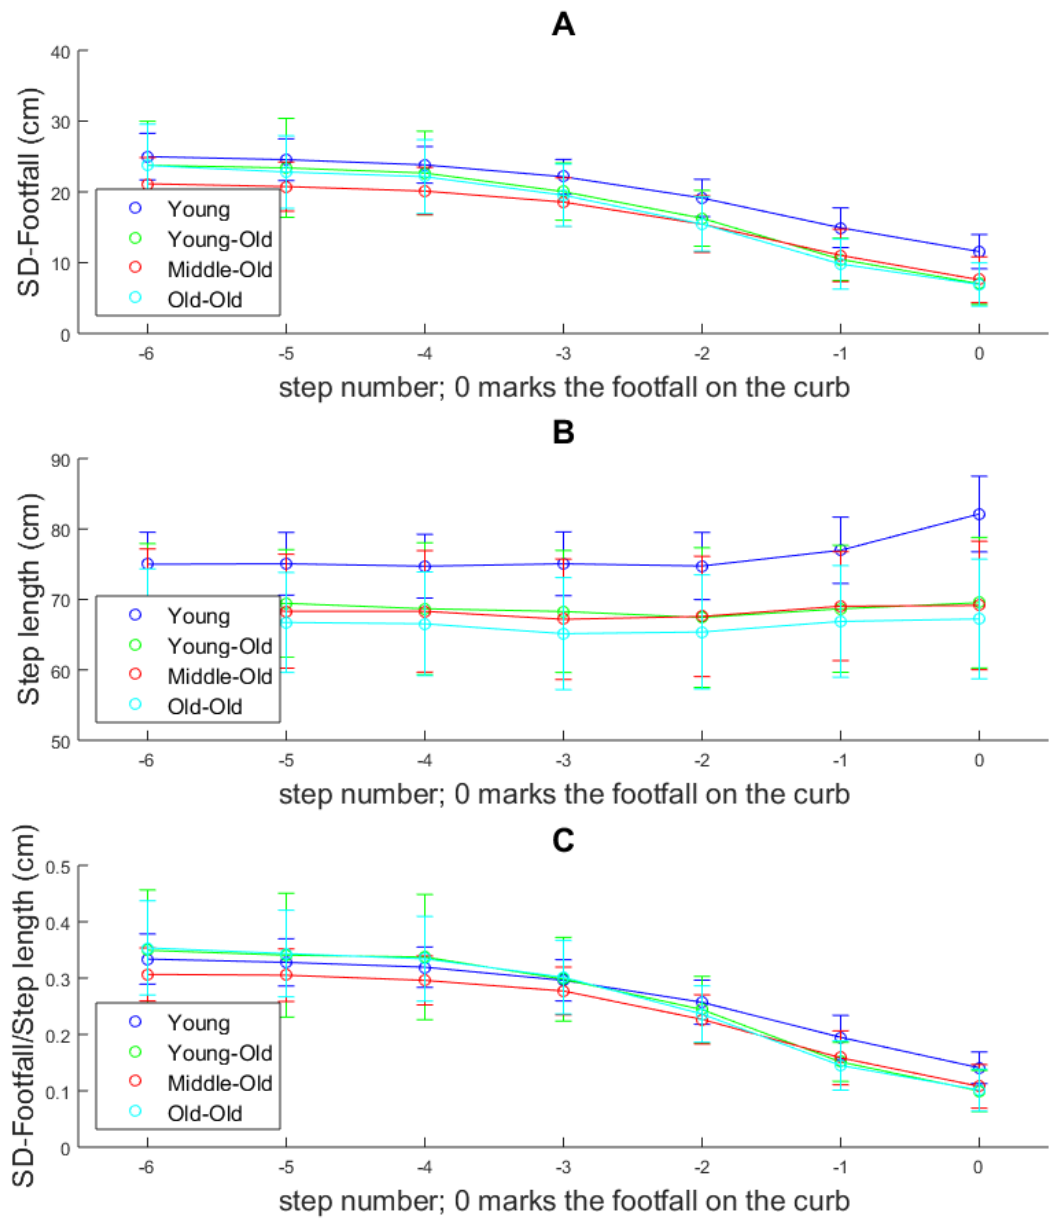 A
SD-Footfall (cm)
40
30
20
10
0
Young
Young-Old
Middle-Old
Old-Old
-6 -5 -4 -3 -2 -1 0
step number; 0 marks the footfall on the curb
B
Step length (cm)
90
80
70
60
50
Young
Young-Old
Middle-Old
Old-Old
-6 -5 -4 -3 -2 -1 0
step number; 0 marks the footfall on the curb
C
SD-Footfall/Step length (cm)
0.5
0.4
0.3
0.2
0.1
0
Young
Young-Old
Middle-Old
Old-Old
-6 -5 -4 -3 -2 -1 0
step number; 0 marks the footfall on the curb